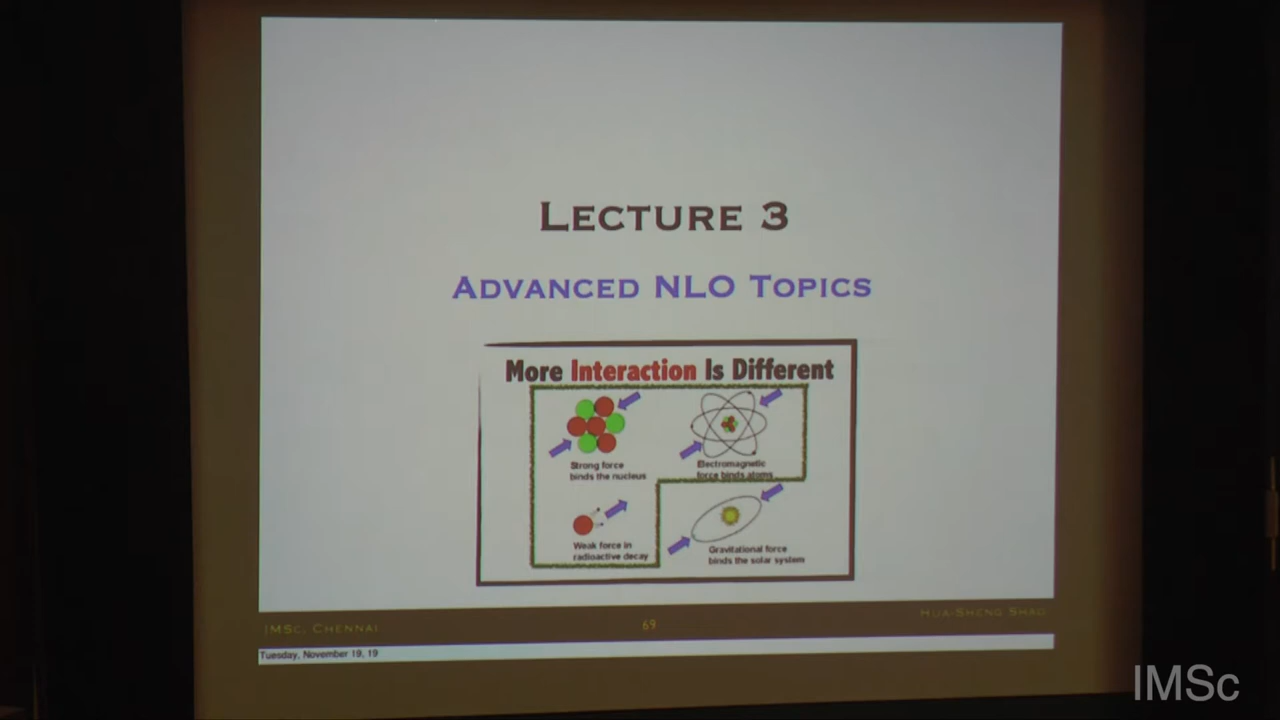 LECTURE 3
ADVANCED NLO TOPICS
More Interaction Is Different
Strong force
binds the nucleus
Electromagnetic
force binds atoms
Weak force in
radioactive decay
Gravitational force
binds the solar system
IMSC, CHENNAI
69
HUA-SHENG SHAO
Tuesday, November 19, 19
IMSc